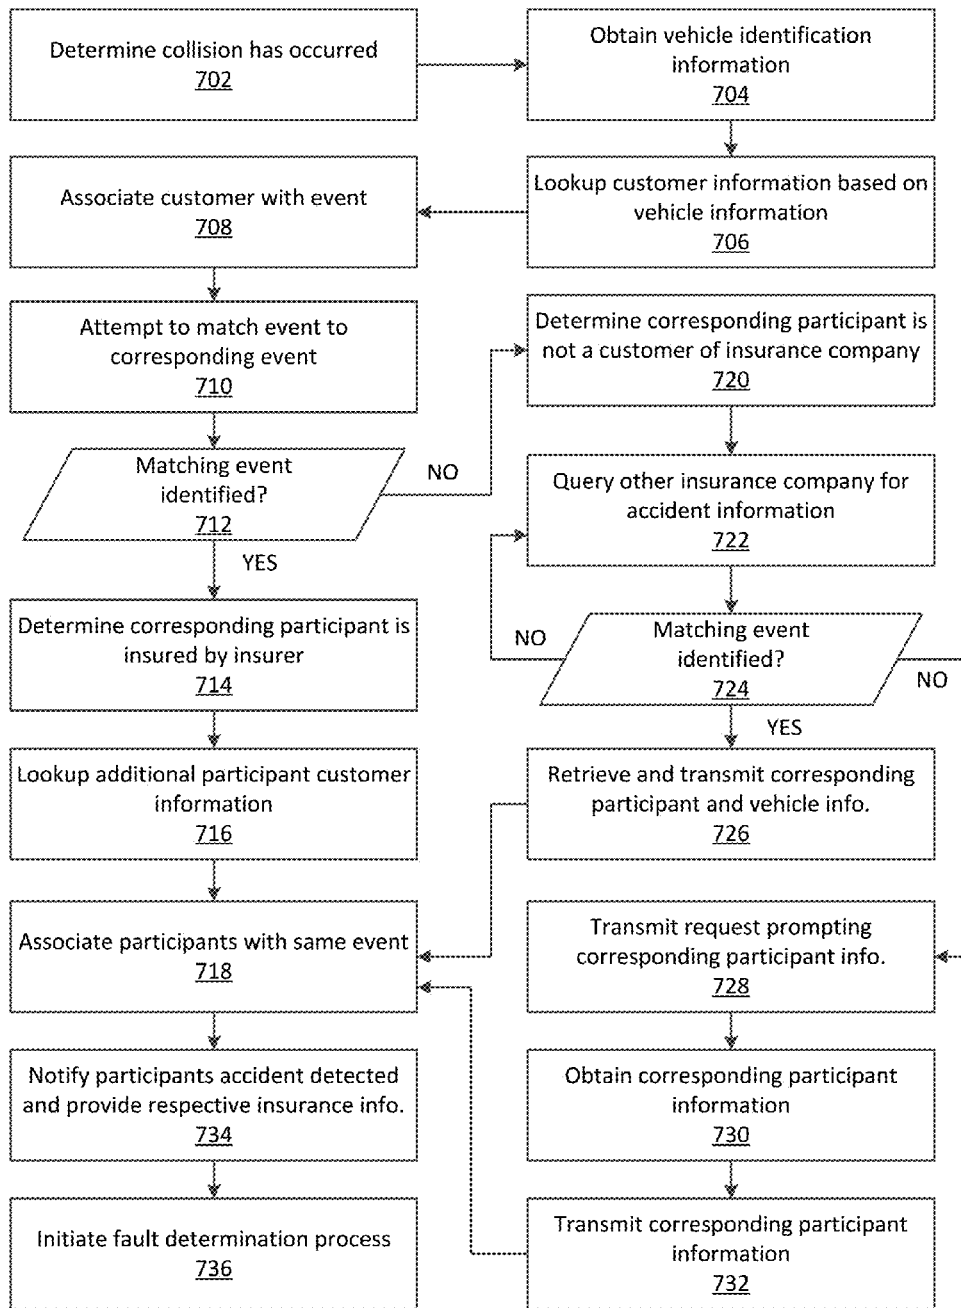 Determine collision has occurred
702
Obtain vehicle identification
information
704
Lookup customer information based on
vehicle information
706
Associate customer with event
708
Attempt to match event to
corresponding event
710
Matching event
identified?
712
NO
YES
Determine corresponding participant is
not a customer of insurance company
720
Query other insurance company for
accident information
722
Matching event
identified?
724
NO
NO
YES
Determine corresponding participant is
insured by insurer
714
Lookup additional participant customer
information
716
Retrieve and transmit corresponding
participant and vehicle info.
726
Associate participants with same event
718
Transmit request prompting
corresponding participant info.
728
Notify participants accident detected
and provide respective insurance info.
734
Obtain corresponding participant
information
730
Initiate fault determination process
736
Transmit corresponding participant
information
732